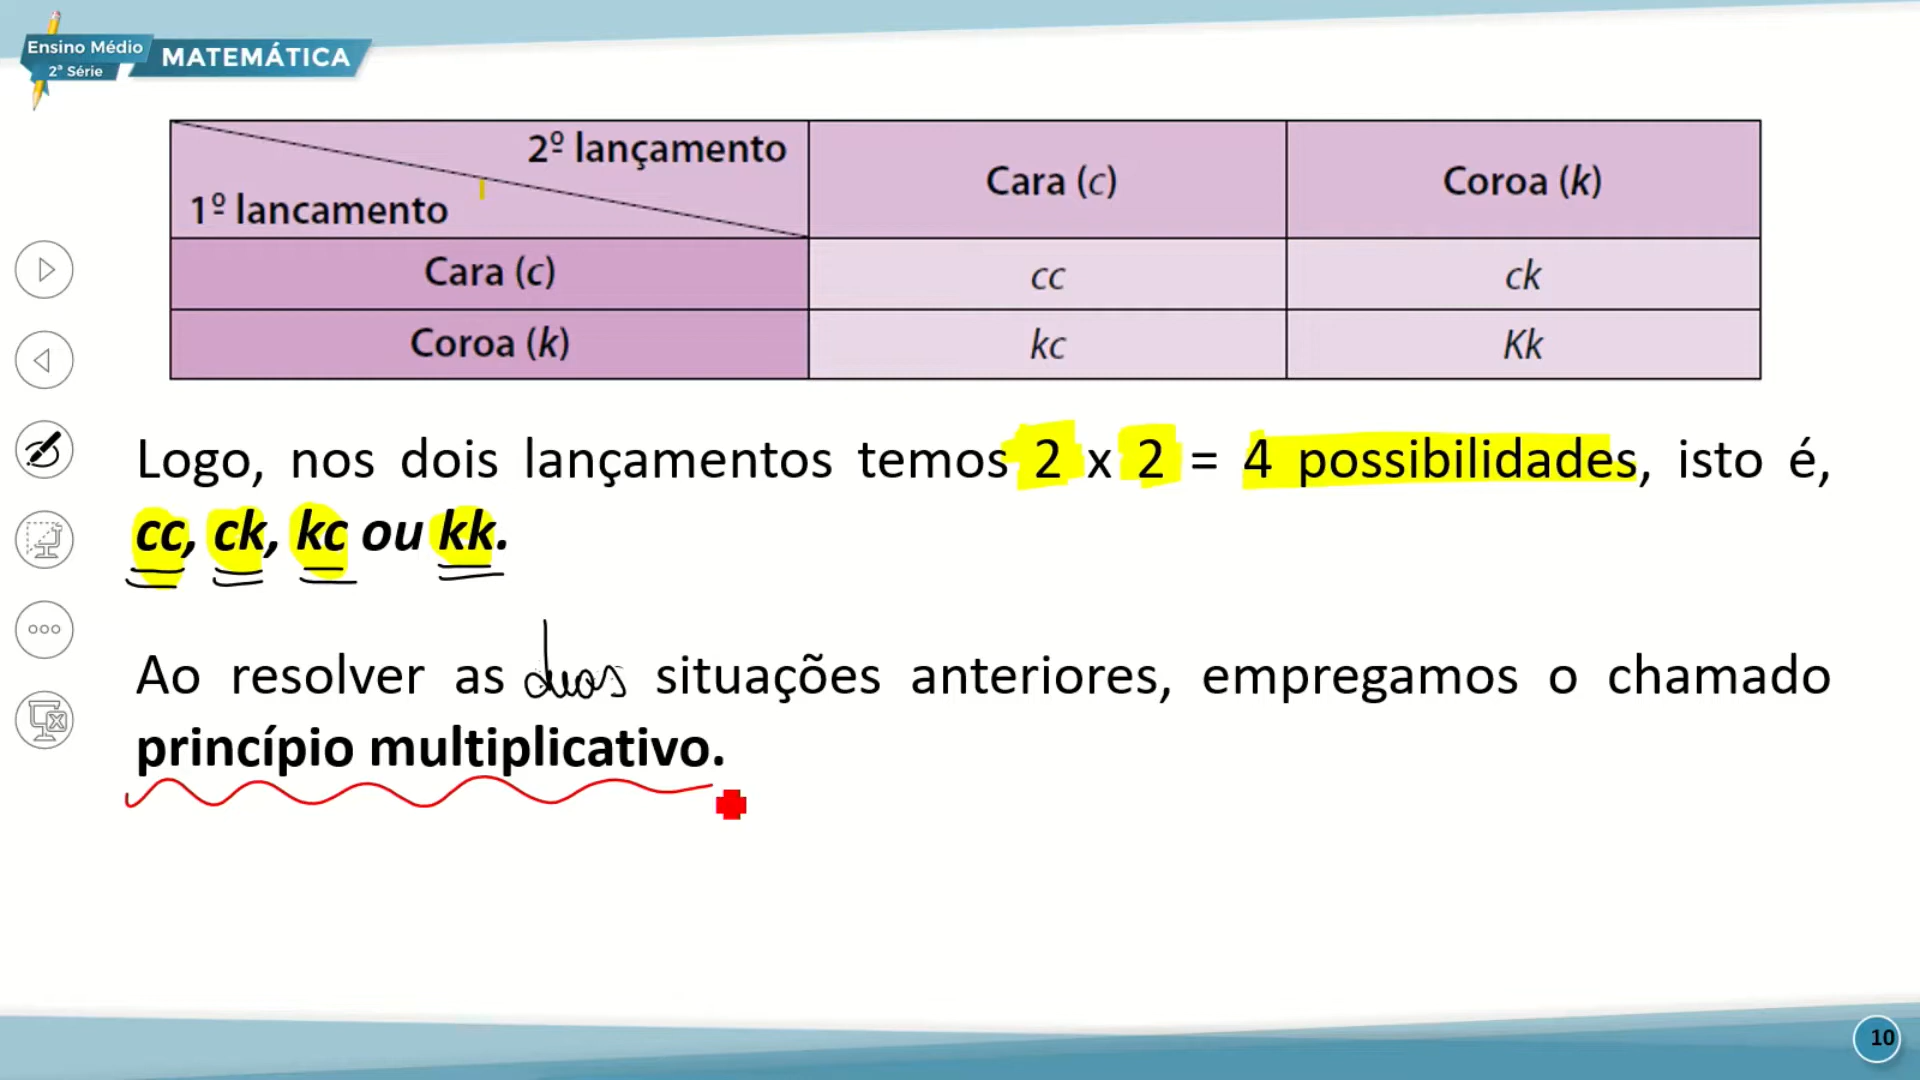 Ensino Médio
2ª Série
MATEMÁTICA
2º lançamento
1º lancamento
Cara (c)
Coroa (k)
Cara (c)
cc
ck
Coroa (k)
kc
Kk
Logo, nos dois lançamentos temos 2 x 2 = 4 possibilidades, isto é,
cc, ck, kc ou kk.
Ao resolver as duas situações anteriores, empregamos o chamado
princípio multiplicativo.
10